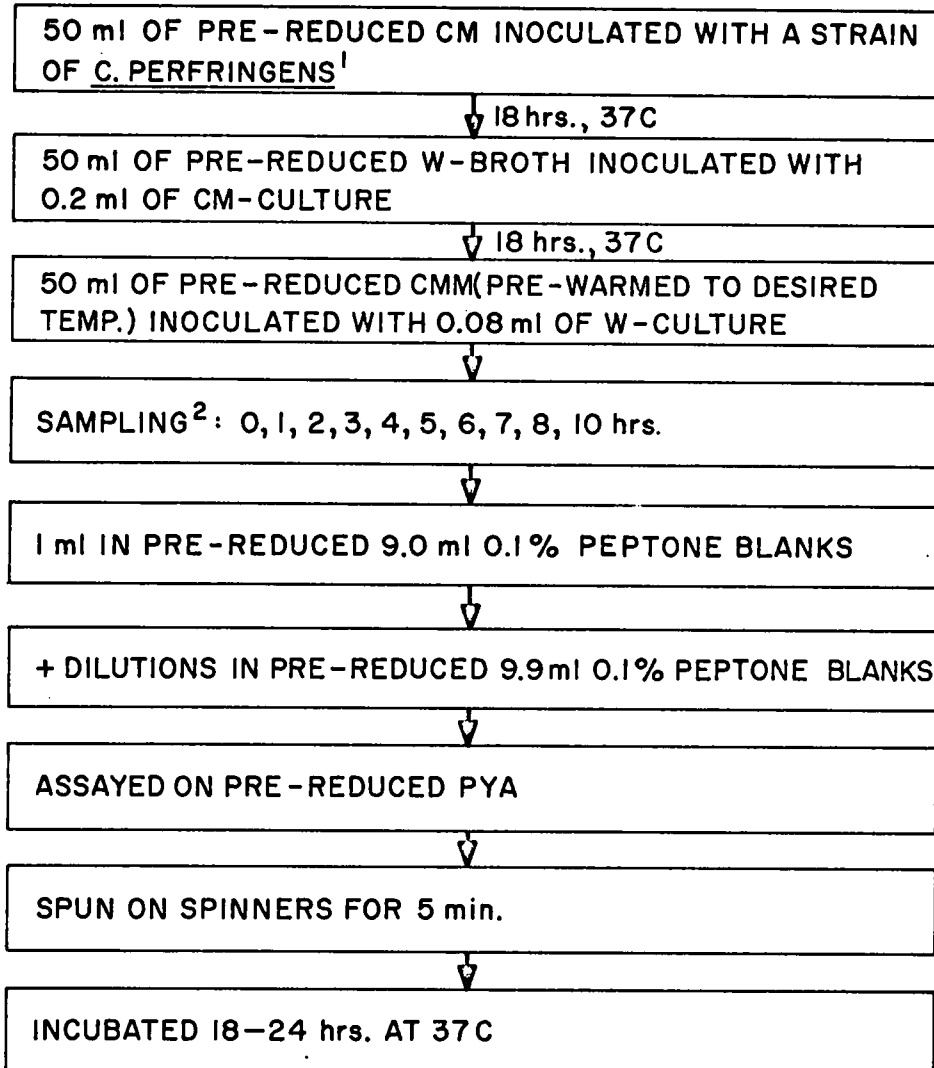 50 ml OF PRE-REDUCED CM INOCULATED WITH A STRAIN
OF C. PERFRINGENS¹
18 hrs., 37C
50 ml OF PRE-REDUCED W-BROTH INOCULATED WITH
0.2 ml OF CM-CULTURE
18 hrs., 37C
50 ml OF PRE-REDUCED CMM(PRE-WARMED TO DESIRED
TEMP.) INOCULATED WITH 0.08 ml OF W-CULTURE
SAMPLING²: 0, 1, 2, 3, 4, 5, 6, 7, 8, 10 hrs.
1 ml IN PRE-REDUCED 9.0 ml 0.1% PEPTONE BLANKS
+ DILUTIONS IN PRE-REDUCED 9.9 ml 0.1% PEPTONE BLANKS
ASSAYED ON PRE-REDUCED PYA
SPUN ON SPINNERS FOR 5 min.
INCUBATED 18-24 hrs. AT 37C